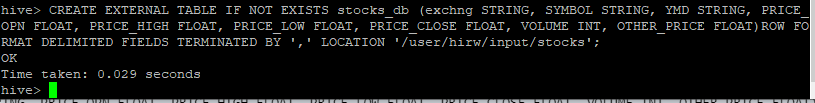 hive> CREATE EXTERNAL TABLE IF NOT EXISTS stocks_db (exchng STRING, SYMBOL STRING, YMD STRING, PRICE_
OPN FLOAT, PRICE_HIGH FLOAT, PRICE_LOW FLOAT, PRICE_CLOSE FLOAT, VOLUME INT, OTHER_PRICE FLOAT)ROW FO
RMAT DELIMITED FIELDS TERMINATED BY ',' LOCATION '/user/hirw/input/stocks';
OK
Time taken: 0.029 seconds
hive>